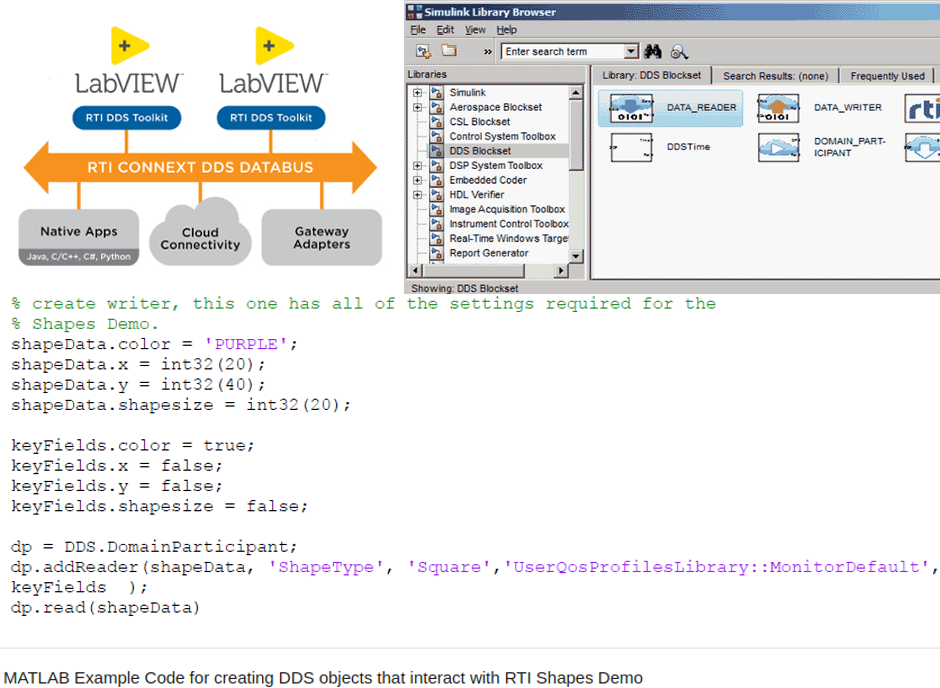 LabVIEW™
LabVIEW™
RTI DDS Toolkit
RTI DDS Toolkit
RTI CONNEXT DDS DATABUS
Native Apps
Java, C/C++, C#, Python
Cloud
Connectivity
Gateway
Adapters
Simulink Library Browser
File Edit View Help
» Enter search term
Libraries
Simulink
Aerospace Blockset
CSL Blockset
Control System Toolbox
DDS Blockset
DSP System Toolbox
Embedded Coder
HDL Verifier
Image Acquisition Toolbox
Instrument Control Toolbox
Real-Time Windows Targe
Report Generator
Library: DDS Blockset Search Results: (none) Frequently Used
0101 DATA_READER 0101 DATA_WRITER rti
DDSTime DOMAIN_PART-
ICIPANT
Showing: DDS Blockset
% create writer, this one has all of the settings required for the
% Shapes Demo.
shapeData.color = 'PURPLE';
shapeData.x = int32(20);
shapeData.y = int32(40);
shapeData.shapesize = int32(20);
keyFields.color = true;
keyFields.x = false;
keyFields.y = false;
keyFields.shapesize = false;
dp = DDS.DomainParticipant;
dp.addReader(shapeData, 'ShapeType', 'Square','UserQosProfilesLibrary::MonitorDefault',
keyFields );
dp.read(shapeData)
MATLAB Example Code for creating DDS objects that interact with RTI Shapes Demo